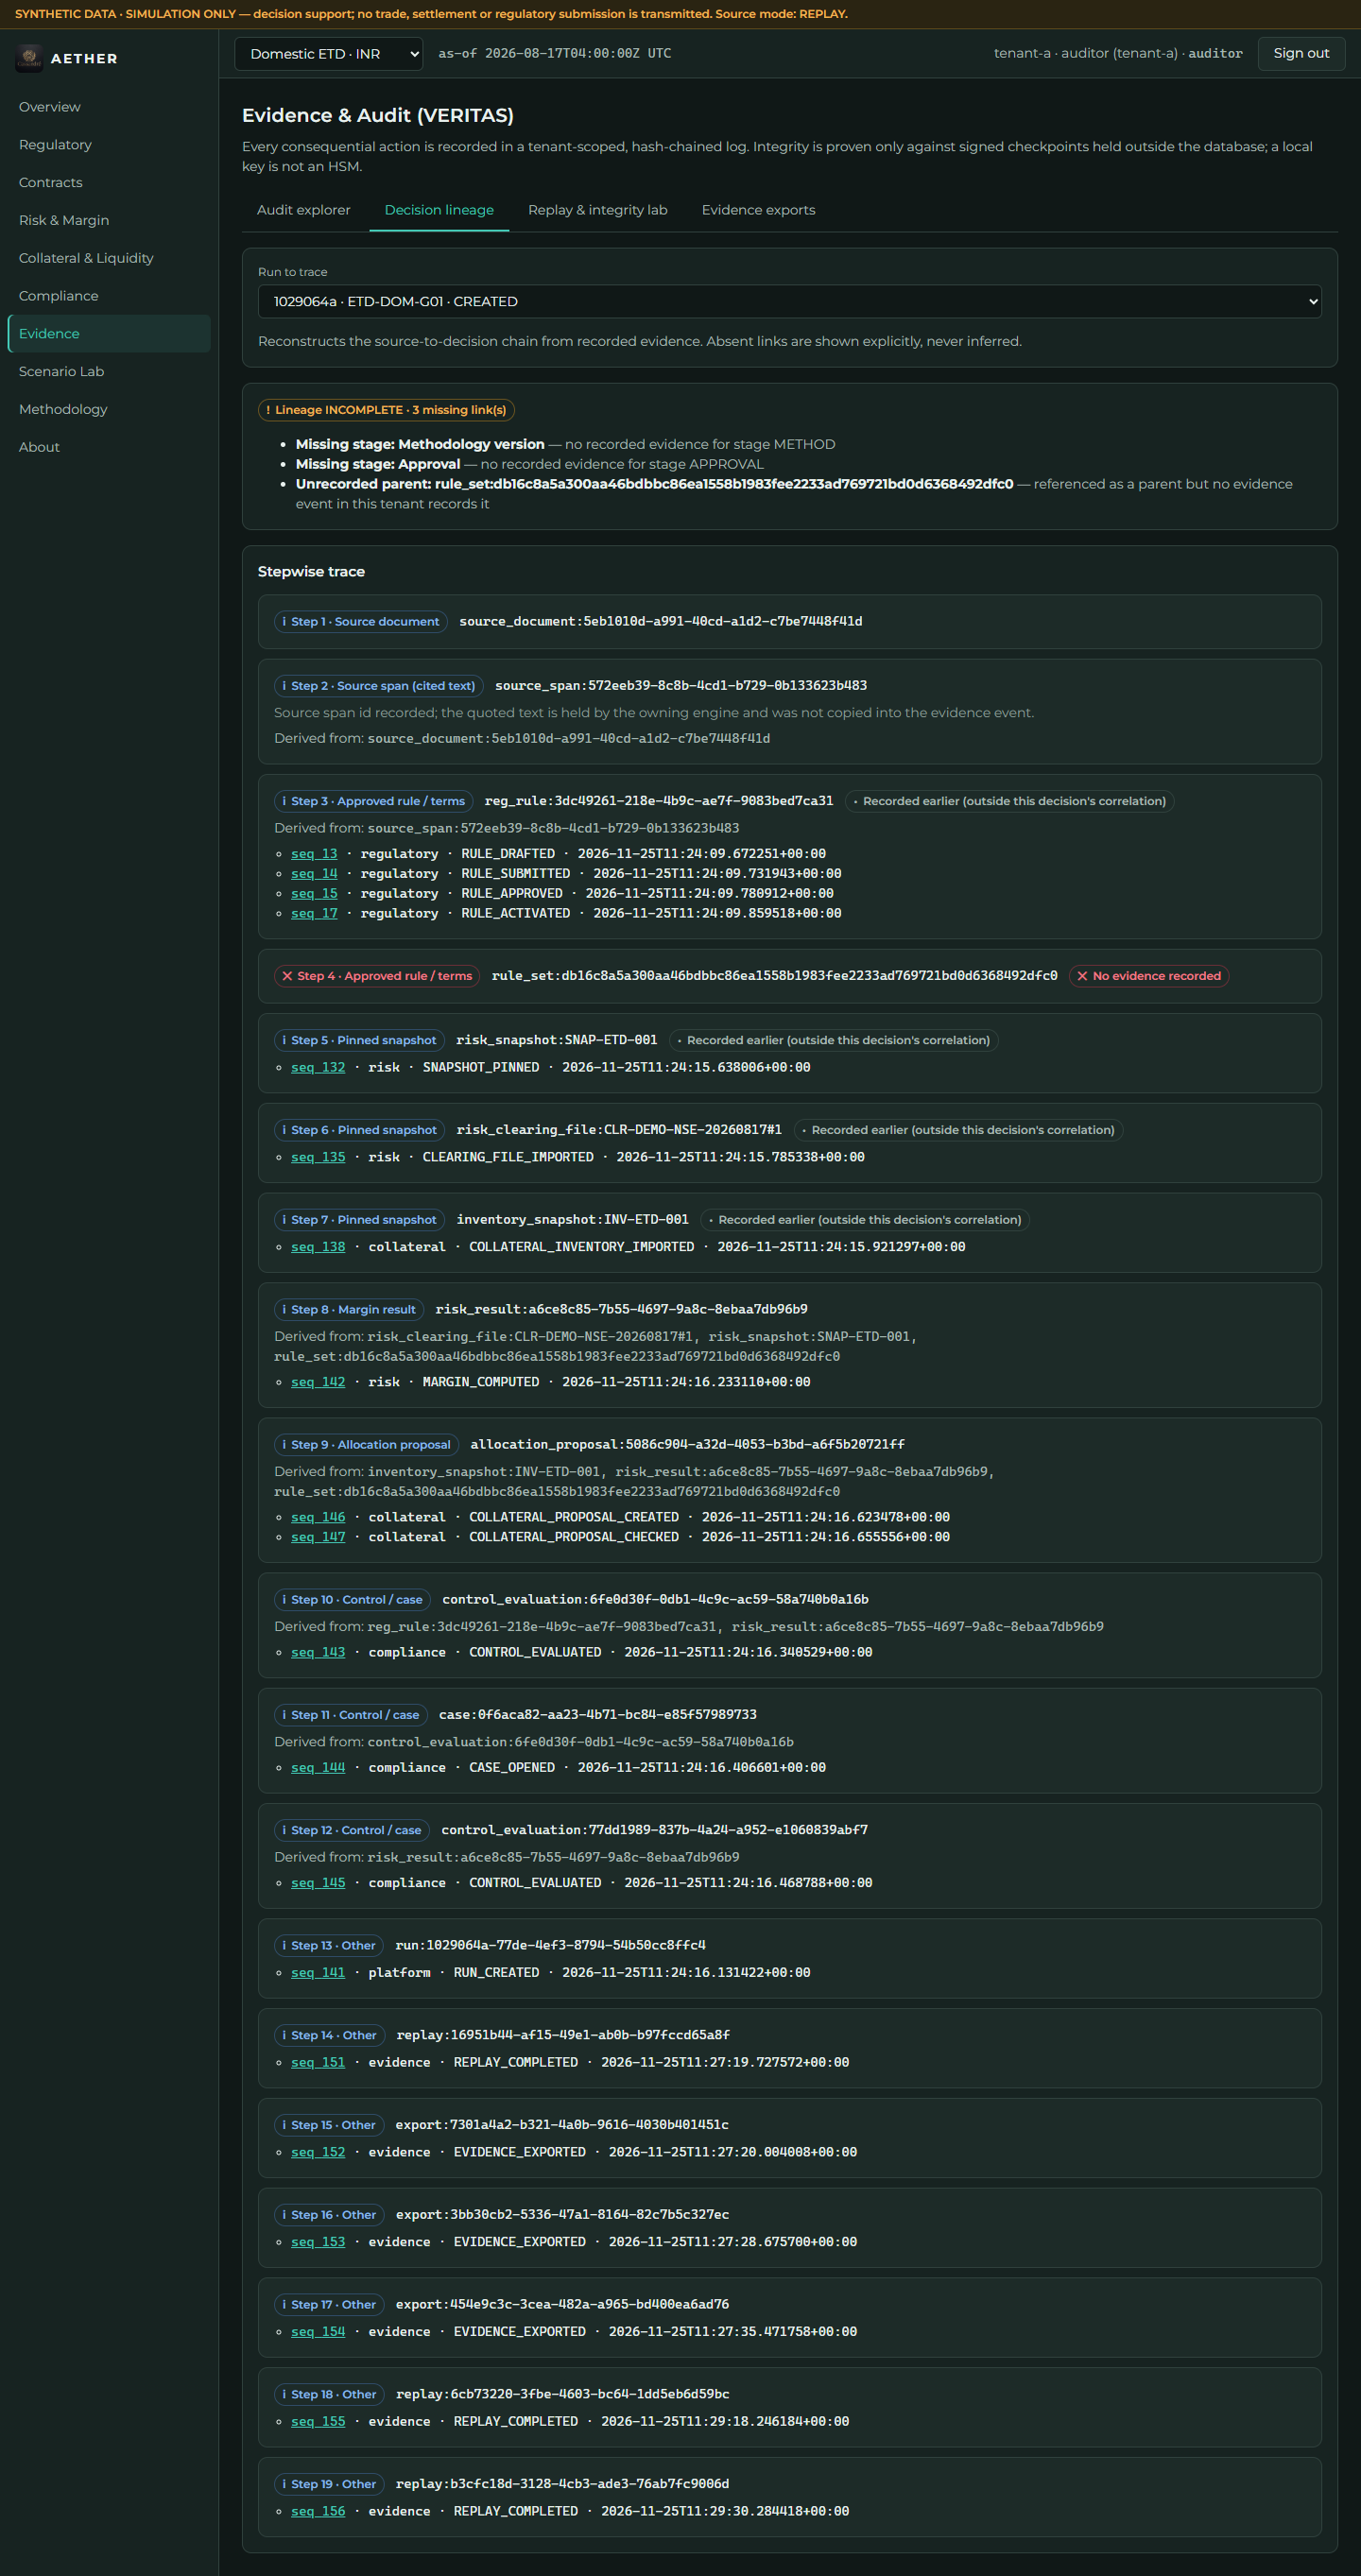 SYNTHETIC DATA · SIMULATION ONLY — decision support; no trade, settlement or regulatory submission is transmitted. Source mode: REPLAY.
AETHER
Domestic ETD · INR
as-of 2026-08-17T04:00:00Z UTC
tenant-a · auditor (tenant-a) · auditor
Sign out
Overview
Regulatory
Contracts
Risk & Margin
Collateral & Liquidity
Compliance
Evidence
Scenario Lab
Methodology
About
Evidence & Audit (VERITAS)
Every consequential action is recorded in a tenant-scoped, hash-chained log. Integrity is proven only against signed checkpoints held outside the database; a local
key is not an HSM.
Audit explorer
Decision lineage
Replay & integrity lab
Evidence exports
Run to trace
1029064a · ETD-DOM-G01 · CREATED
Reconstructs the source-to-decision chain from recorded evidence. Absent links are shown explicitly, never inferred.
! Lineage INCOMPLETE · 3 missing link(s)
• Missing stage: Methodology version — no recorded evidence for stage METHOD
• Missing stage: Approval — no recorded evidence for stage APPROVAL
• Unrecorded parent: rule_set:db16c8a5a300aa46bdbbc86ea1558b1983fee2233ad769721bd0d6368492dfc0 — referenced as a parent but no evidence
event in this tenant records it
Stepwise trace
i Step 1 · Source document source_document:5eb1010d-a991-40cd-a1d2-c7be7448f41d
i Step 2 · Source span (cited text) source_span:572eeb39-8c8b-4cd1-b729-0b133623b483
Source span id recorded; the quoted text is held by the owning engine and was not copied into the evidence event.
Derived from: source_document:5eb1010d-a991-40cd-a1d2-c7be7448f41d
i Step 3 · Approved rule / terms reg_rule:3dc49261-218e-4b9c-ae7f-9083bed7ca31 • Recorded earlier (outside this decision's correlation)
Derived from: source_span:572eeb39-8c8b-4cd1-b729-0b133623b483
seq 13 · regulatory · RULE_DRAFTED · 2026-11-25T11:24:09.672251+00:00
seq 14 · regulatory · RULE_SUBMITTED · 2026-11-25T11:24:09.731943+00:00
seq 15 · regulatory · RULE_APPROVED · 2026-11-25T11:24:09.780912+00:00
seq 17 · regulatory · RULE_ACTIVATED · 2026-11-25T11:24:09.859518+00:00
✕ Step 4 · Approved rule / terms rule_set:db16c8a5a300aa46bdbbc86ea1558b1983fee2233ad769721bd0d6368492dfc0 ✕ No evidence recorded
i Step 5 · Pinned snapshot risk_snapshot:SNAP-ETD-001 • Recorded earlier (outside this decision's correlation)
seq 132 · risk · SNAPSHOT_PINNED · 2026-11-25T11:24:15.638006+00:00
i Step 6 · Pinned snapshot risk_clearing_file:CLR-DEMO-NSE-20260817#1 • Recorded earlier (outside this decision's correlation)
seq 135 · risk · CLEARING_FILE_IMPORTED · 2026-11-25T11:24:15.785338+00:00
i Step 7 · Pinned snapshot inventory_snapshot:INV-ETD-001 • Recorded earlier (outside this decision's correlation)
seq 138 · collateral · COLLATERAL_INVENTORY_IMPORTED · 2026-11-25T11:24:15.921297+00:00
i Step 8 · Margin result risk_result:a6ce8c85-7b55-4697-9a8c-8ebaa7db96b9
Derived from: risk_clearing_file:CLR-DEMO-NSE-20260817#1, risk_snapshot:SNAP-ETD-001,
rule_set:db16c8a5a300aa46bdbbc86ea1558b1983fee2233ad769721bd0d6368492dfc0
seq 142 · risk · MARGIN_COMPUTED · 2026-11-25T11:24:16.233110+00:00
i Step 9 · Allocation proposal allocation_proposal:5086c904-a32d-4053-b3bd-a6f5b20721ff
Derived from: inventory_snapshot:INV-ETD-001, risk_result:a6ce8c85-7b55-4697-9a8c-8ebaa7db96b9,
rule_set:db16c8a5a300aa46bdbbc86ea1558b1983fee2233ad769721bd0d6368492dfc0
seq 146 · collateral · COLLATERAL_PROPOSAL_CREATED · 2026-11-25T11:24:16.623478+00:00
seq 147 · collateral · COLLATERAL_PROPOSAL_CHECKED · 2026-11-25T11:24:16.655556+00:00
i Step 10 · Control / case control_evaluation:6fe0d30f-0db1-4c9c-ac59-58a740b0a16b
Derived from: reg_rule:3dc49261-218e-4b9c-ae7f-9083bed7ca31, risk_result:a6ce8c85-7b55-4697-9a8c-8ebaa7db96b9
seq 143 · compliance · CONTROL_EVALUATED · 2026-11-25T11:24:16.340529+00:00
i Step 11 · Control / case case:0f6aca82-aa23-4b71-bc84-e85f57989733
Derived from: control_evaluation:6fe0d30f-0db1-4c9c-ac59-58a740b0a16b
seq 144 · compliance · CASE_OPENED · 2026-11-25T11:24:16.406601+00:00
i Step 12 · Control / case control_evaluation:77dd1989-837b-4a24-a952-e1060839abf7
Derived from: risk_result:a6ce8c85-7b55-4697-9a8c-8ebaa7db96b9
seq 145 · compliance · CONTROL_EVALUATED · 2026-11-25T11:24:16.468788+00:00
i Step 13 · Other run:1029064a-77de-4ef3-8794-54b50cc8ffc4
seq 141 · platform · RUN_CREATED · 2026-11-25T11:24:16.131422+00:00
i Step 14 · Other replay:16951b44-af15-49e1-ab0b-b97fccd65a8f
seq 151 · evidence · REPLAY_COMPLETED · 2026-11-25T11:27:19.727572+00:00
i Step 15 · Other export:7301a4a2-b321-4a0b-9616-4030b401451c
seq 152 · evidence · EVIDENCE_EXPORTED · 2026-11-25T11:27:20.004008+00:00
i Step 16 · Other export:3bb30cb2-5336-47a1-8164-82c7b5c327ec
seq 153 · evidence · EVIDENCE_EXPORTED · 2026-11-25T11:27:28.675700+00:00
i Step 17 · Other export:454e9c3c-3cea-482a-a965-bd400ea6ad76
seq 154 · evidence · EVIDENCE_EXPORTED · 2026-11-25T11:27:35.471758+00:00
i Step 18 · Other replay:6cb73220-3fbe-4603-bc64-1dd5eb6d59bc
seq 155 · evidence · REPLAY_COMPLETED · 2026-11-25T11:29:18.246184+00:00
i Step 19 · Other replay:b3cfc18d-3128-4cb3-ade3-76ab7fc9006d
seq 156 · evidence · REPLAY_COMPLETED · 2026-11-25T11:29:30.284418+00:00